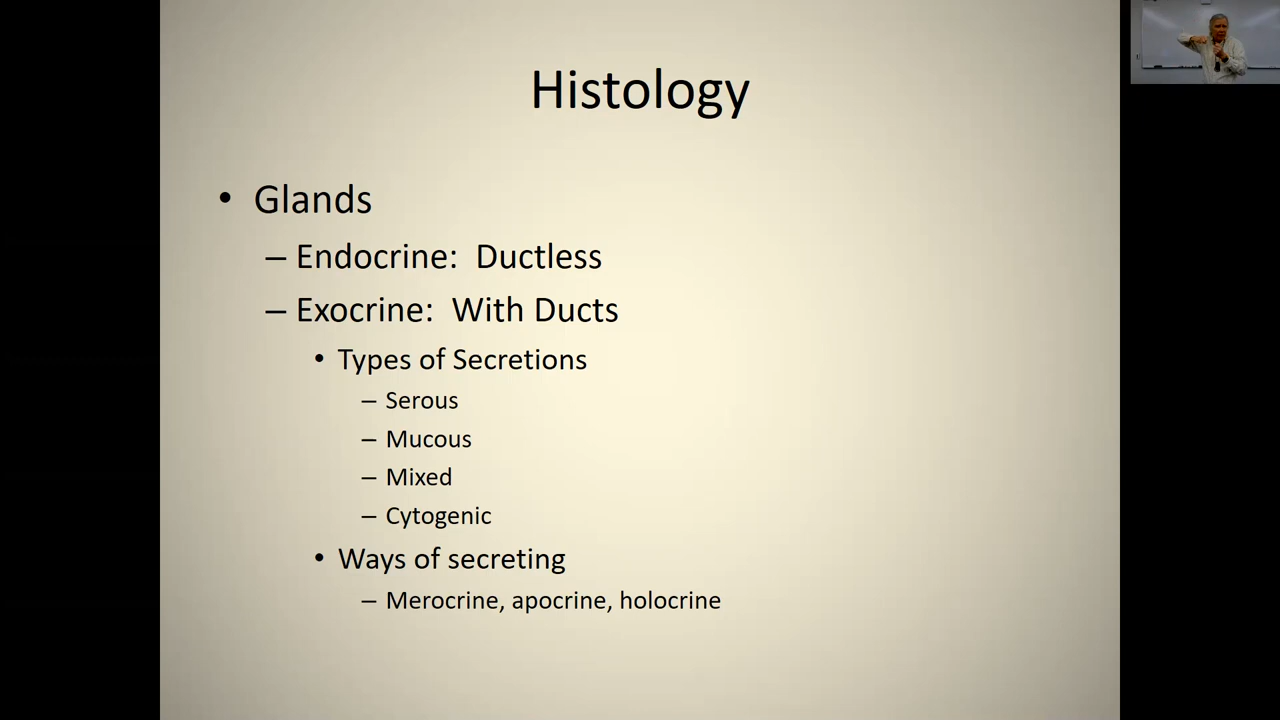 Histology
• Glands
– Endocrine:  Ductless
– Exocrine:  With Ducts
• Types of Secretions
– Serous
– Mucous
– Mixed
– Cytogenic
• Ways of secreting
– Merocrine, apocrine, holocrine